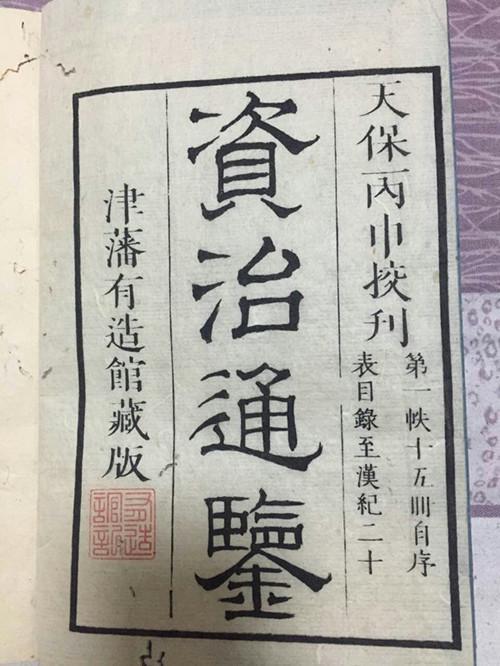 天保丙申挍刊
第一帙十五冊自序
表目錄至漢紀二十
資治通鑒
津藩有造館藏版